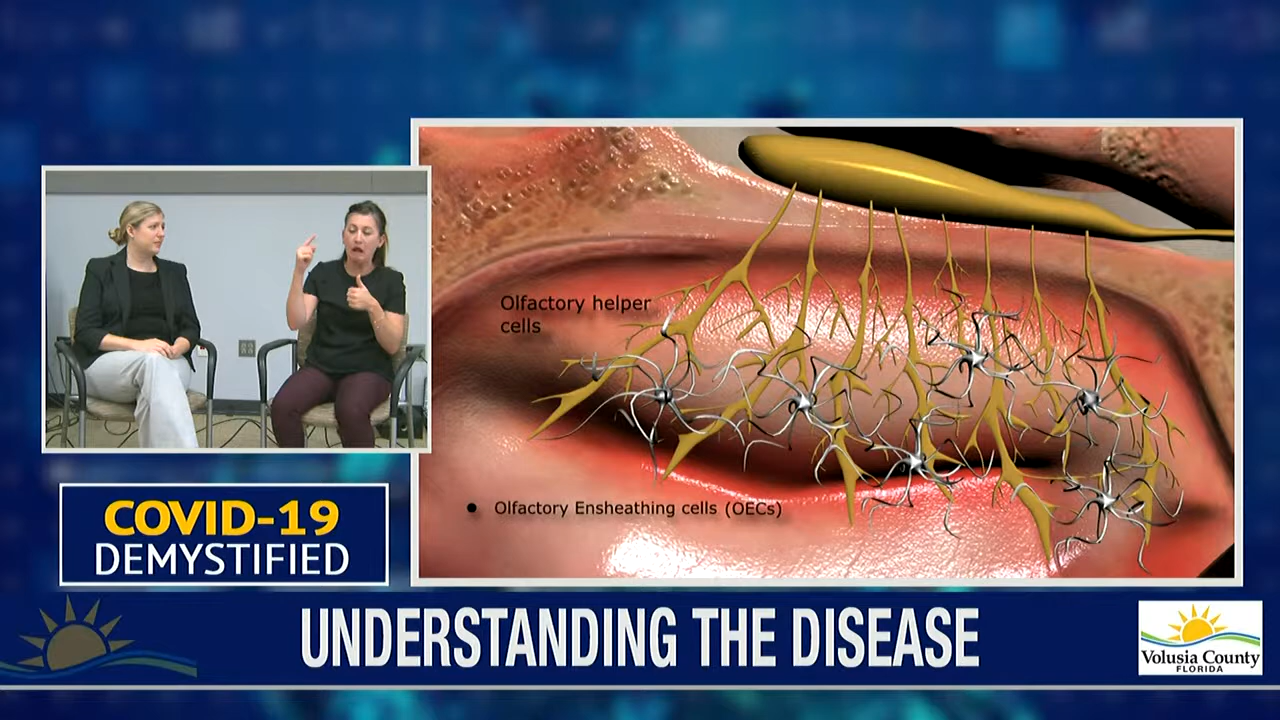 Olfactory helper
cells
• Olfactory Ensheathing cells (OECs)
COVID-19
DEMYSTIFIED
UNDERSTANDING THE DISEASE
Volusia County
FLORIDA